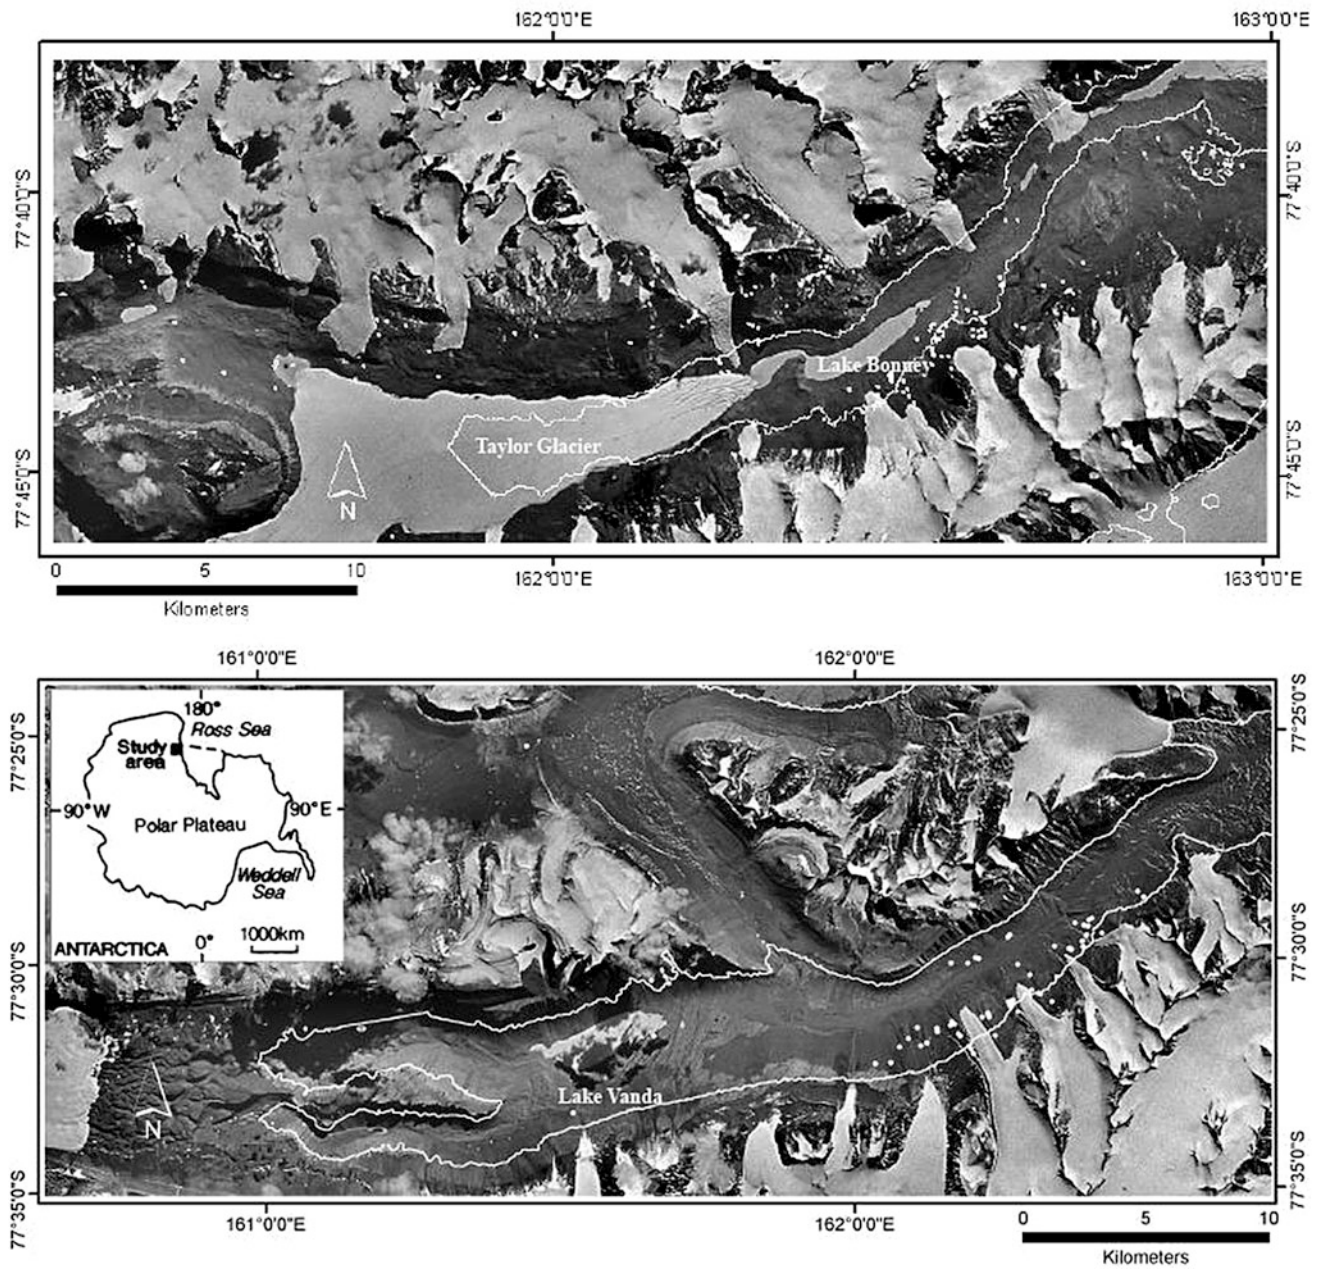 162°0'0"E
163°0'0"E
77°40'0"S
77°40'0"S
Lake Bonney
Taylor Glacier
77°45'0"S
77°45'0"S
N
162°0'0"E
163°0'0"E
0 5 10
Kilometers
161°0'0"E
162°0'0"E
77°25'0"S
77°25'0"S
180°
Ross Sea
Study
area
90°W
90°E
Polar Plateau
Weddell
Sea
ANTARCTICA
0°
1000km
77°30'0"S
77°30'0"S
Lake Vanda
N
77°35'0"S
77°35'0"S
161°0'0"E
162°0'0"E
0 5 10
Kilometers